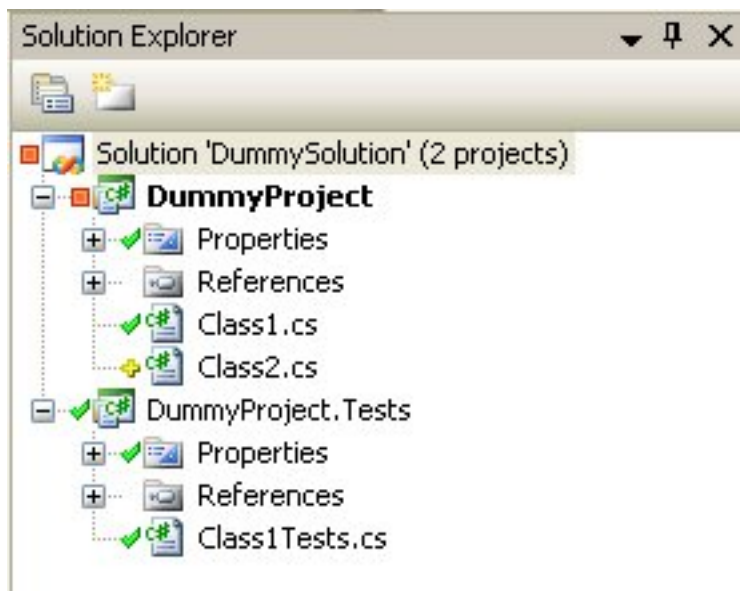 Solution Explorer
Solution 'DummySolution' (2 projects)
DummyProject
Properties
References
Class1.cs
Class2.cs
DummyProject.Tests
Properties
References
Class1Tests.cs